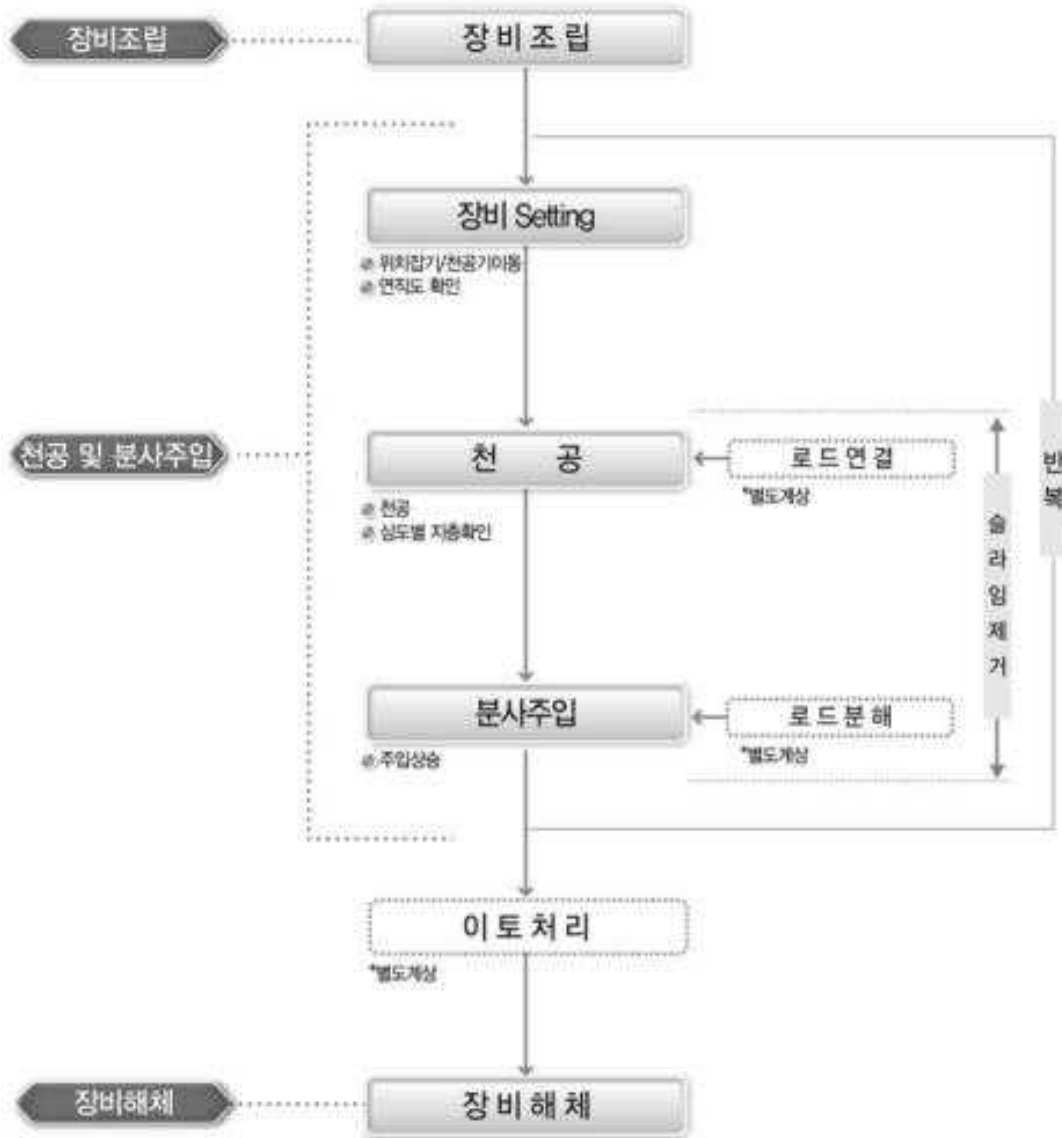 장비조립
장 비 조 립
장비 Setting
위치잡기/천공기이동
연직도 확인
천공 및 분사주입
천 공
로 드 연 결
*별도계상
천공
심도별 지층확인
반복
슬라임제거
분사주입
로 드 분 해
*별도계상
주입상승
이 토 처 리
*별도계상
장비해체
장 비 해 체